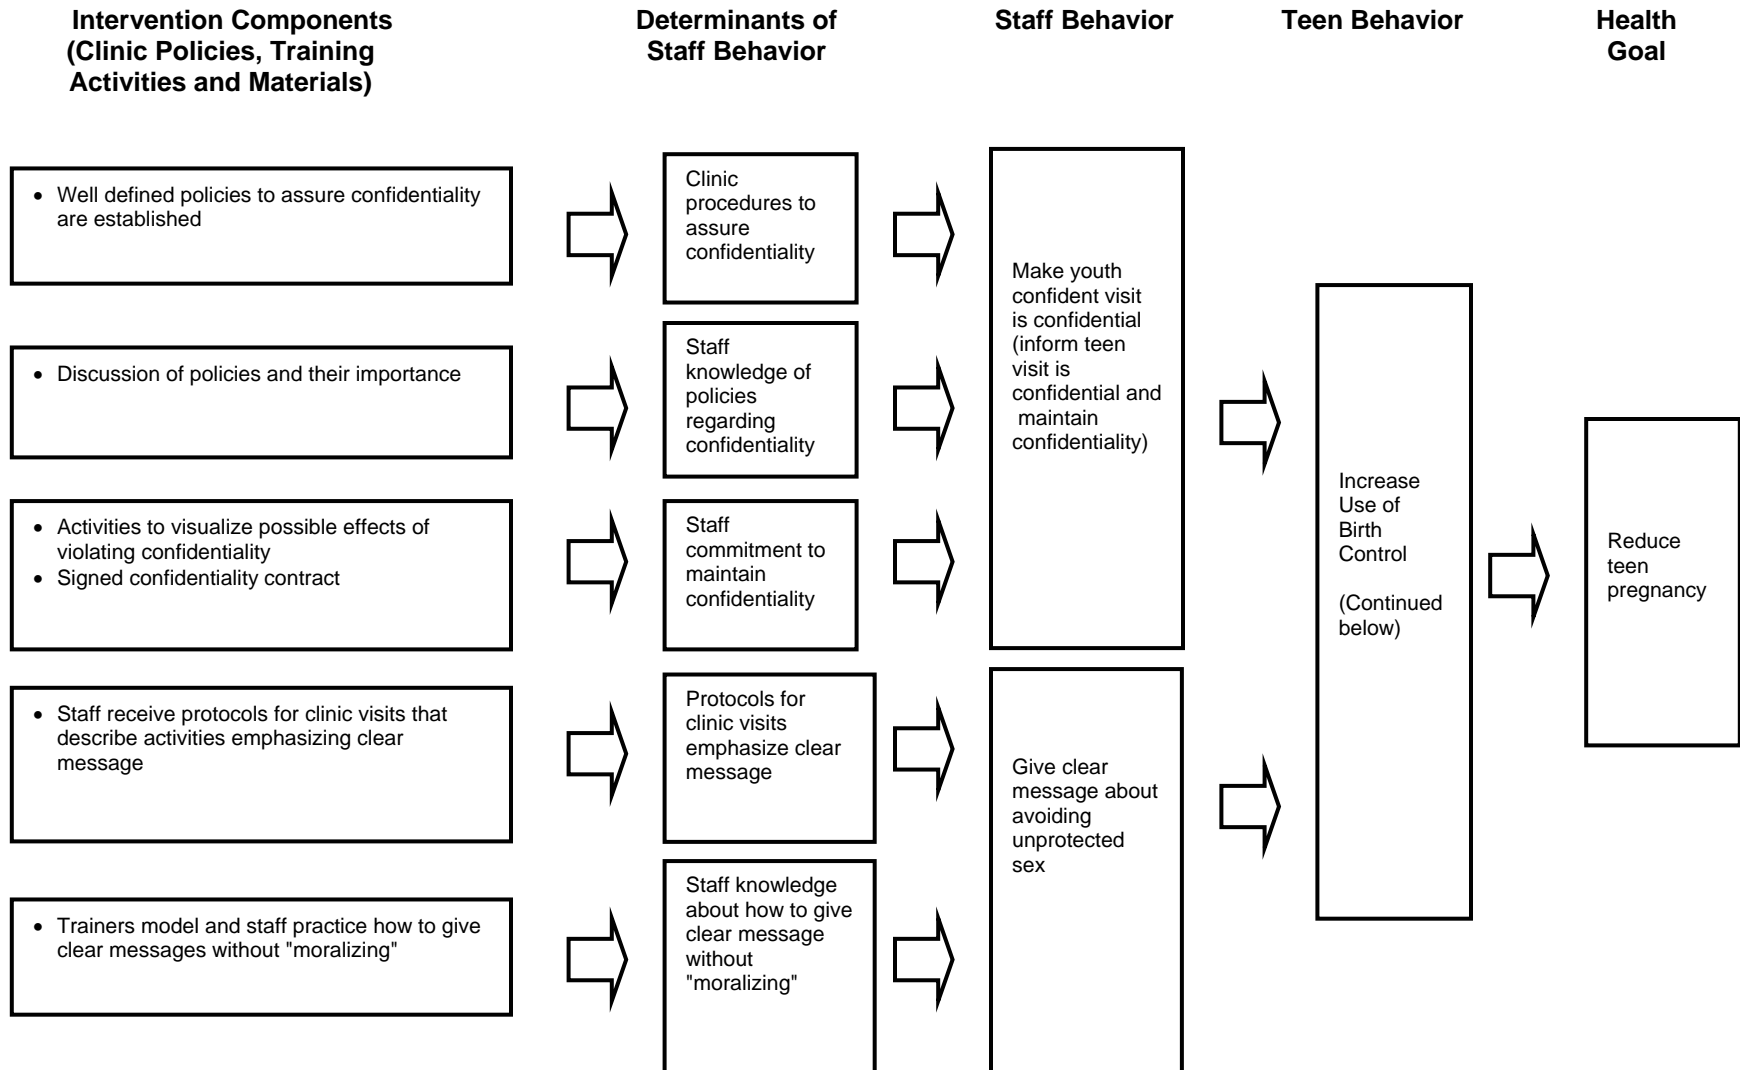 Intervention Components
(Clinic Policies, Training
Activities and Materials)
Determinants of
Staff Behavior
Staff Behavior
Teen Behavior
Health
Goal
• Well defined policies to assure confidentiality
are established
Clinic
procedures to
assure
confidentiality
Make youth
confident visit
is confidential
(inform teen
visit is
confidential and
maintain
confidentiality)
• Discussion of policies and their importance
Staff
knowledge of
policies
regarding
confidentiality
• Activities to visualize possible effects of
violating confidentiality
• Signed confidentiality contract
Staff
commitment to
maintain
confidentiality
Increase
Use of
Birth
Control
(Continued
below)
Reduce
teen
pregnancy
• Staff receive protocols for clinic visits that
describe activities emphasizing clear
message
Protocols for
clinic visits
emphasize clear
message
Give clear
message about
avoiding
unprotected
sex
• Trainers model and staff practice how to give
clear messages without "moralizing"
Staff knowledge
about how to give
clear message
without
"moralizing"